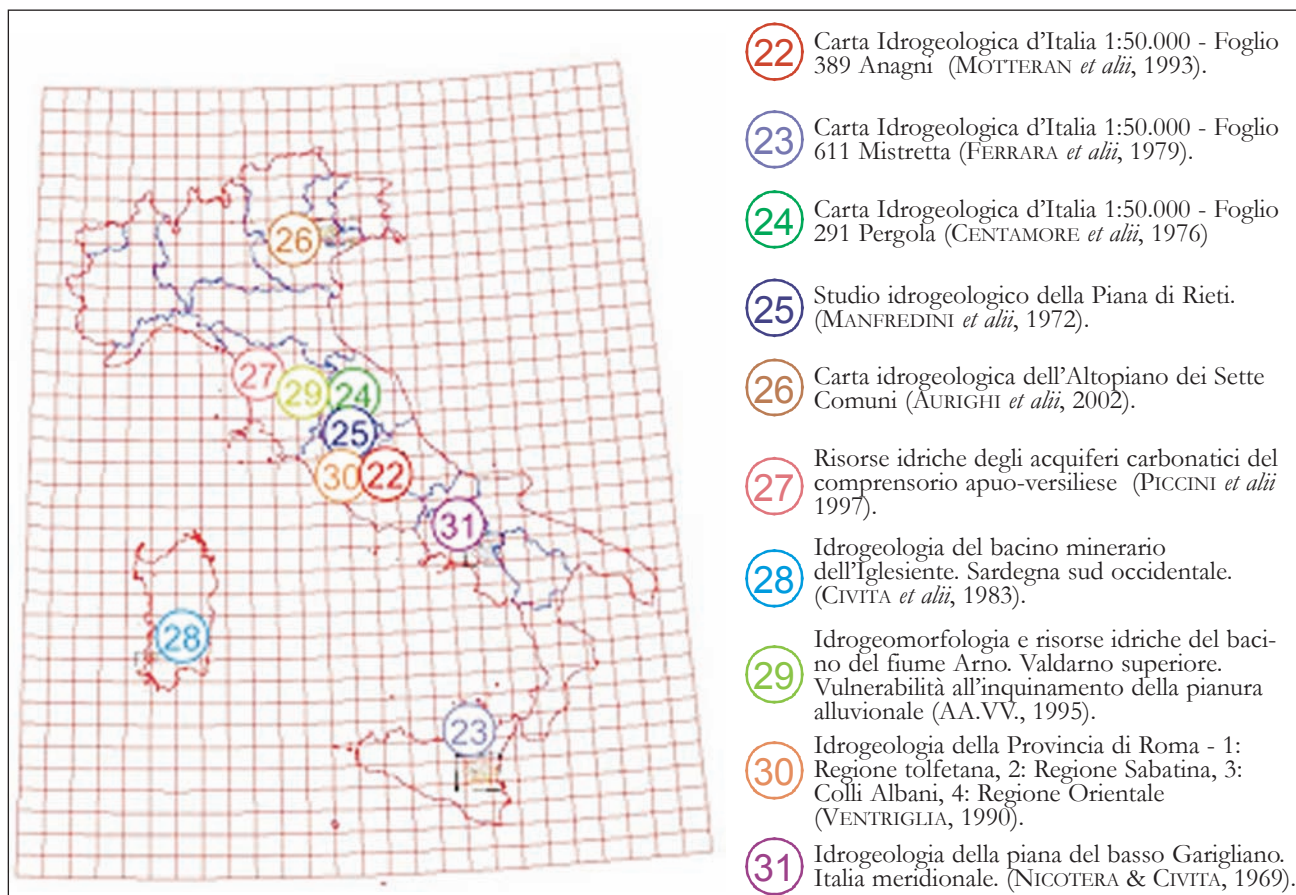 22 Carta Idrogeologica d'Italia 1:50.000 - Foglio
389 Anagni (MOTTERAN et alii, 1993).
23 Carta Idrogeologica d'Italia 1:50.000 - Foglio
611 Mistretta (FERRARA et alii, 1979).
24 Carta Idrogeologica d'Italia 1:50.000 - Foglio
291 Pergola (CENTAMORE et alii, 1976)
25 Studio idrogeologico della Piana di Rieti.
(MANFREDINI et alii, 1972).
26 Carta idrogeologica dell'Altopiano dei Sette
Comuni (AURIGHI et alii, 2002).
27 Risorse idriche degli acquiferi carbonatici del
comprensorio apuo-versiliese (PICCINI et alii
1997).
28 Idrogeologia del bacino minerario
dell'Iglesiente. Sardegna sud occidentale.
(CIVITA et alii, 1983).
29 Idrogeomorfologia e risorse idriche del baci-
no del fiume Arno. Valdarno superiore.
Vulnerabilità all'inquinamento della pianura
alluvionale (AA.VV., 1995).
30 Idrogeologia della Provincia di Roma - 1:
Regione tolfetana, 2: Regione Sabatina, 3:
Colli Albani, 4: Regione Orientale
(VENTRIGLIA, 1990).
31 Idrogeologia della piana del basso Garigliano.
Italia meridionale. (NICOTERA & CIVITA, 1969).
26
27
29
24
25
30
22
31
28
23